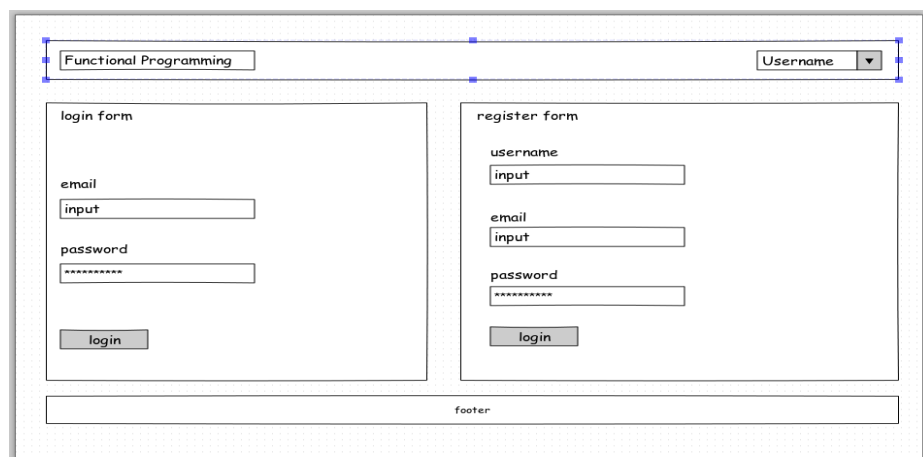 Functional Programming
Username
login form
email
input
password
**********
login
register form
username
input
email
input
password
**********
login
footer